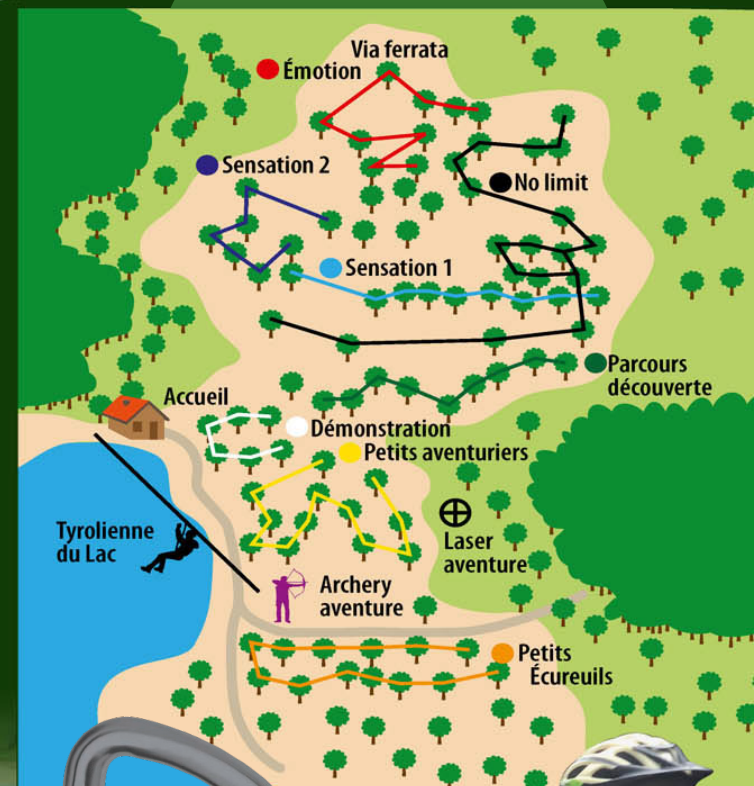 Via ferrata
Émotion
Sensation 2
No limit
Sensation 1
Parcours
découverte
Accueil
Démonstration
Petits aventuriers
Tyrolienne
du Lac
Laser
aventure
Archery
aventure
Petits
Écureuils